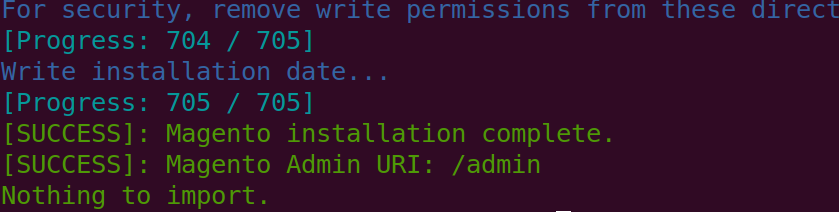 For security, remove write permissions from these direct
[Progress: 704 / 705]
Write installation date...
[Progress: 705 / 705]
[SUCCESS]: Magento installation complete.
[SUCCESS]: Magento Admin URI: /admin
Nothing to import.